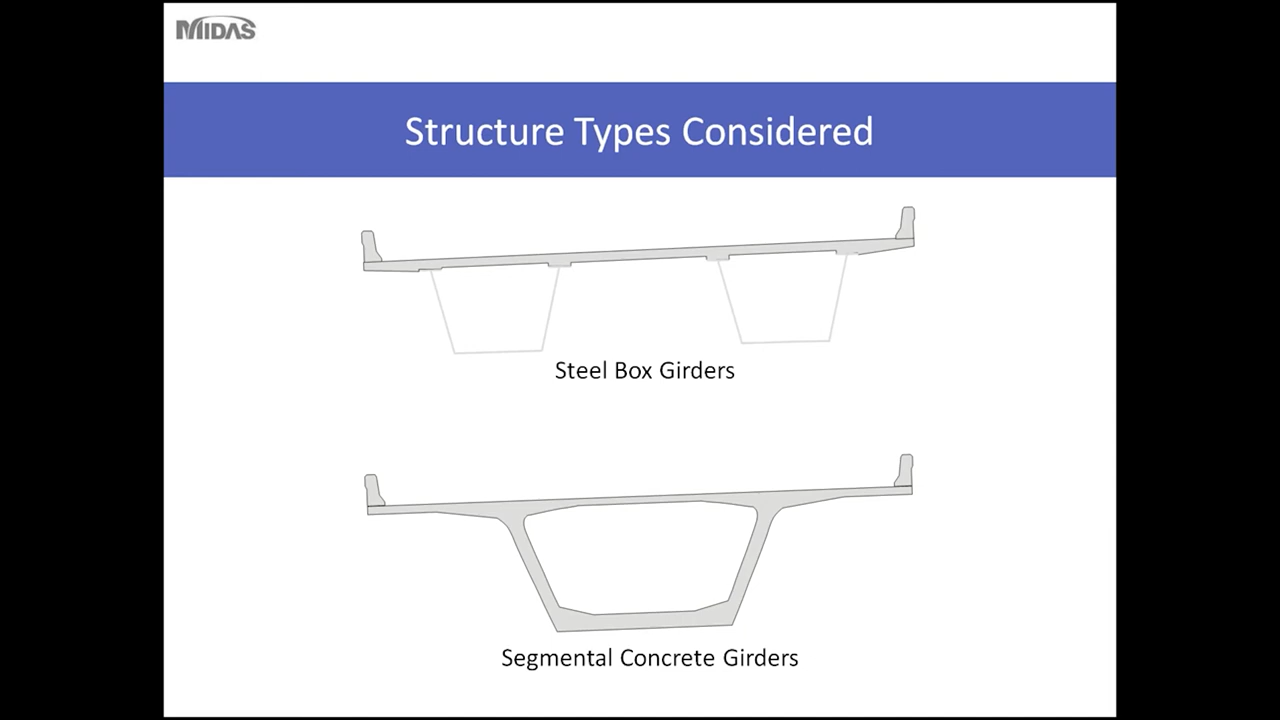 MIDAS
Structure Types Considered
Steel Box Girders
Segmental Concrete Girders